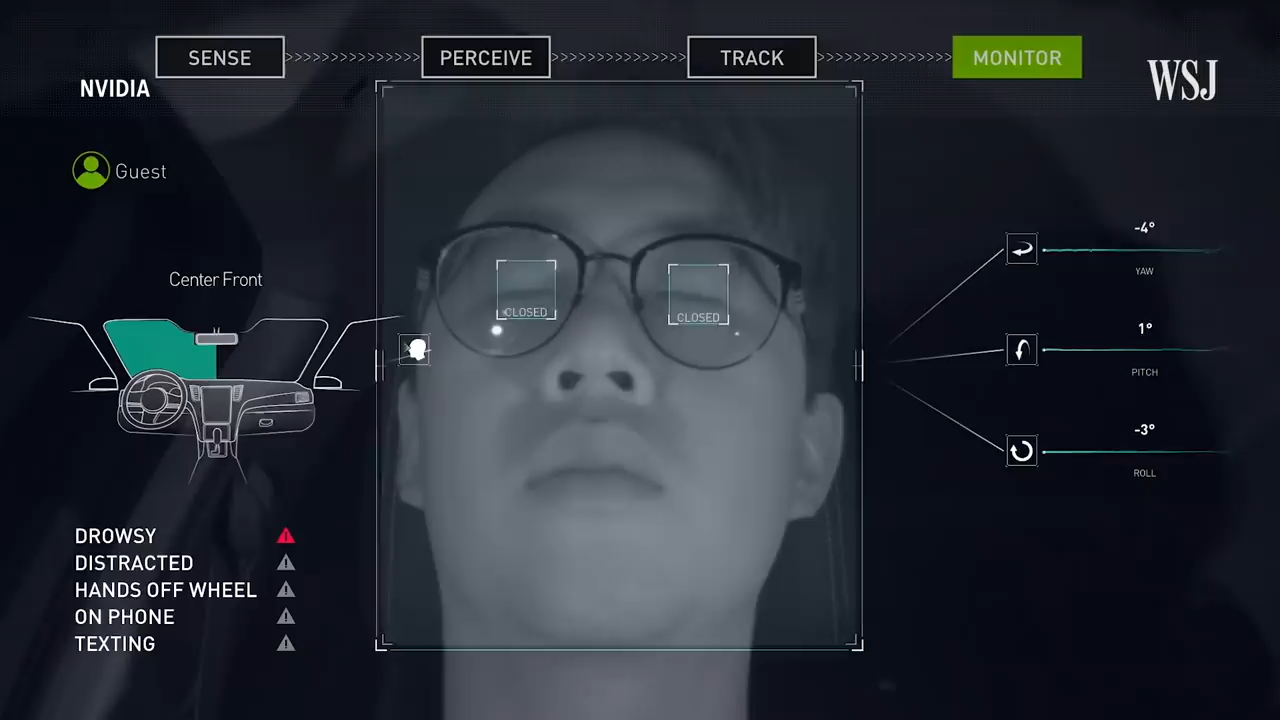 SENSE
PERCEIVE
TRACK
MONITOR
NVIDIA
WSJ
Guest
Center Front
CLOSED
CLOSED
-4°
YAW
1°
PITCH
-3°
ROLL
DROWSY
DISTRACTED
HANDS OFF WHEEL
ON PHONE
TEXTING